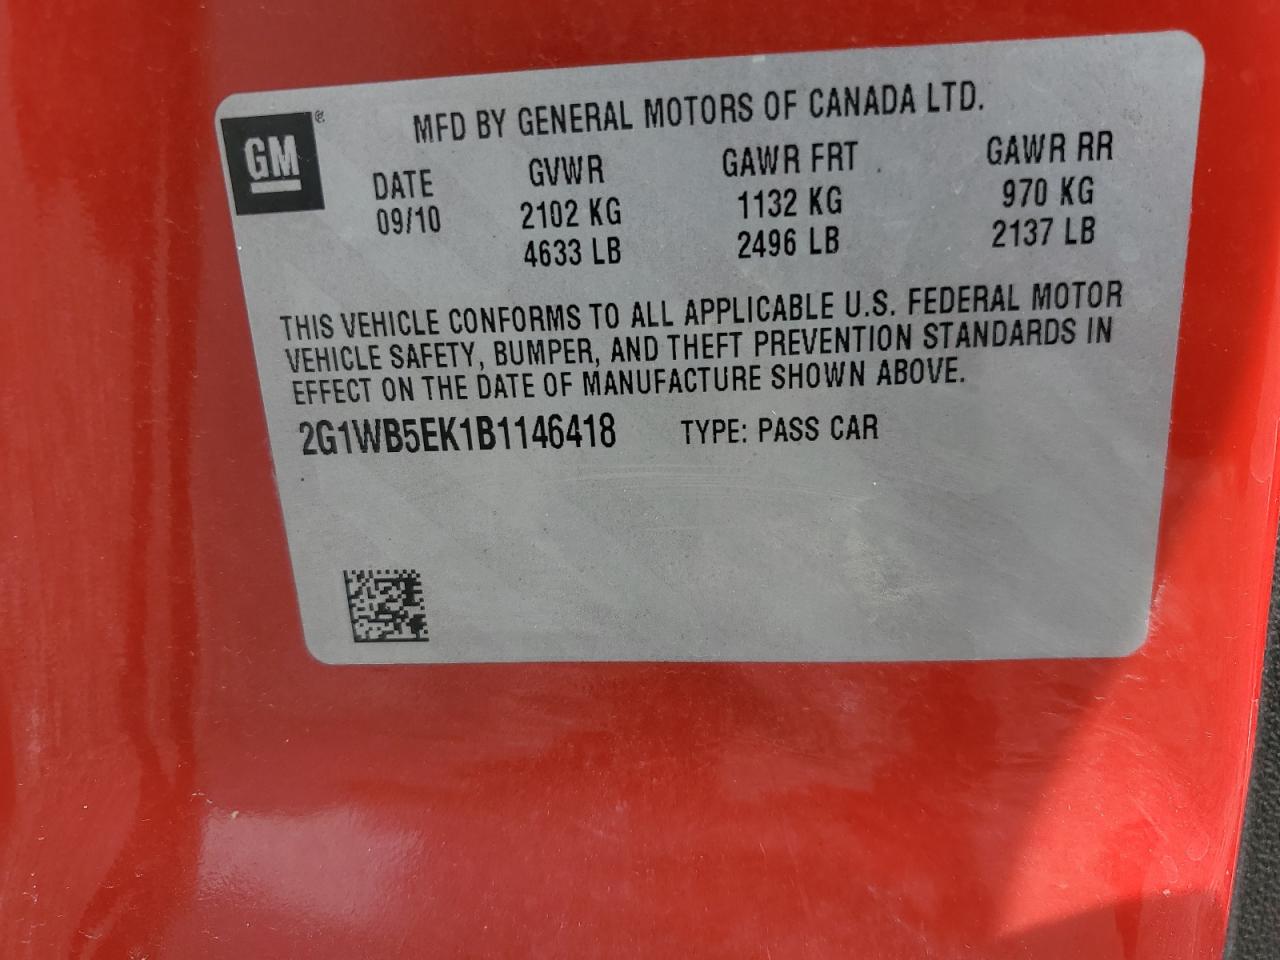 GM®
MFD BY GENERAL MOTORS OF CANADA LTD.
DATE GVWR GAWR FRT GAWR RR
09/10 2102 KG 1132 KG 970 KG
4633 LB 2496 LB 2137 LB
THIS VEHICLE CONFORMS TO ALL APPLICABLE U.S. FEDERAL MOTOR
VEHICLE SAFETY, BUMPER, AND THEFT PREVENTION STANDARDS IN
EFFECT ON THE DATE OF MANUFACTURE SHOWN ABOVE.
2G1WB5EK1B1146418 TYPE: PASS CAR